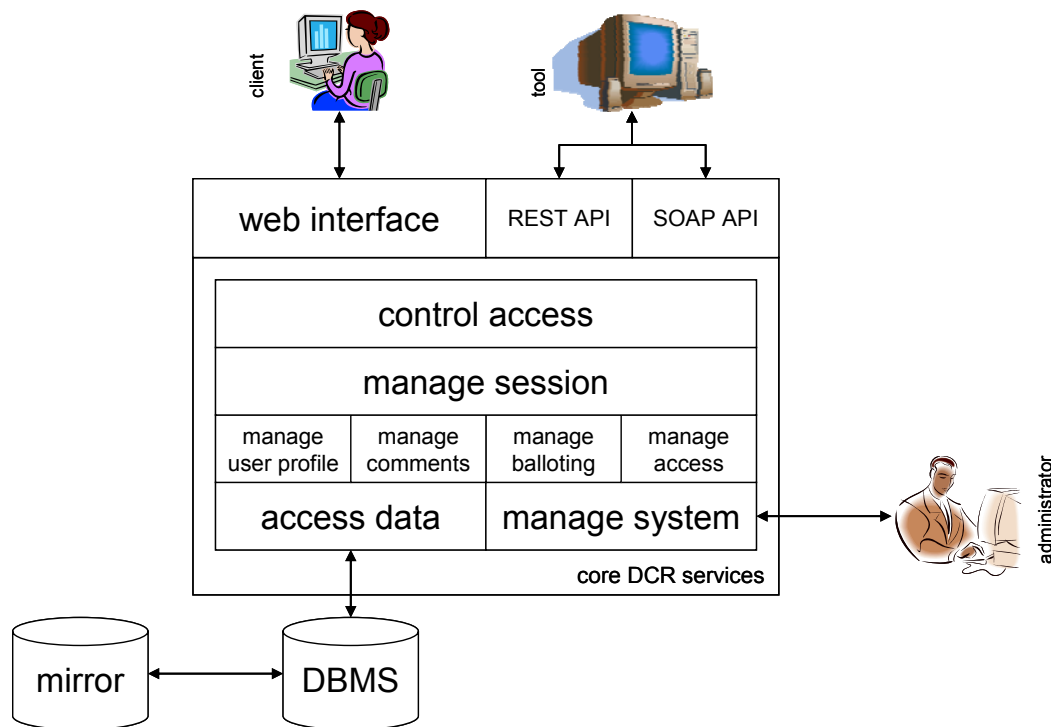 client
tool
web interface
REST API
SOAP API
control access
manage session
manage
user profile
manage
comments
manage
balloting
manage
access
access data
manage system
administrator
core DCR services
mirror
DBMS